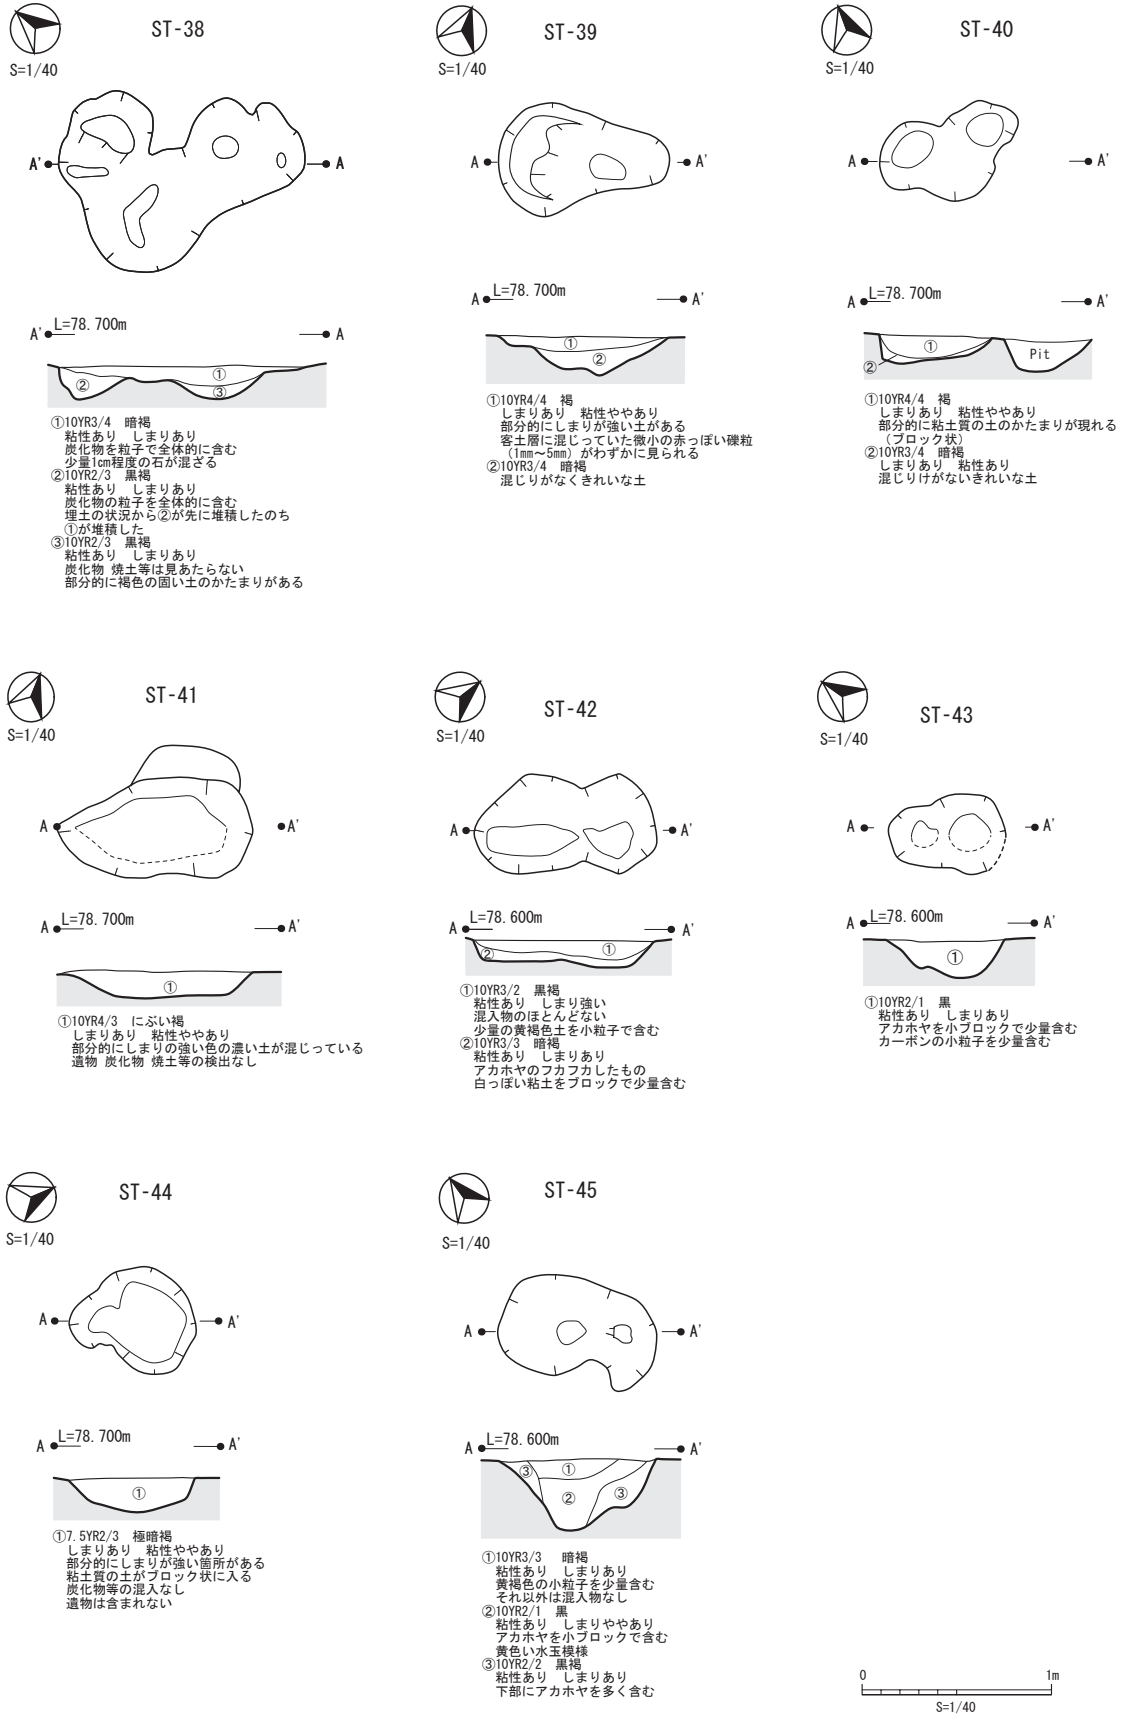 ST-38
S=1/40
A'
A
A'
L=78.700m
A
①
②
③
①10YR3/4 暗褐
粘性あり しまりあり
炭化物を粒子で全体的に含む
少量1cm程度の石が混ざる
②10YR2/3 黒褐
粘性あり しまりあり
炭化物の粒子を全体的に含む
埋土の状況から②が先に堆積したのち
①が堆積した
③10YR2/3 黒褐
粘性あり しまりあり
炭化物 焼土等は見あたらない
部分的に褐色の固い土のかたまりがある
ST-39
S=1/40
A
A'
A
L=78.700m
A'
①
②
①10YR4/4 褐
しまりあり 粘性ややあり
部分的にしまりが強い土がある
客土層に混じっていた微小の赤っぽい礫粒
(1mm～5mm)がわずかに見られる
②10YR3/4 暗褐
混じりがなくきれいな土
ST-40
S=1/40
A
A'
A
L=78.700m
A'
①
Pit
②
①10YR4/4 褐
しまりあり 粘性ややあり
部分的に粘土質の土のかたまりが現れる
(ブロック状)
②10YR3/4 暗褐
しまりあり 粘性あり
混じりけがないきれいな土
ST-41
S=1/40
A
A'
A
L=78.700m
A'
①
①10YR4/3 にぶい褐
しまりあり 粘性ややあり
部分的にしまりの強い色の濃い土が混じっている
遺物 炭化物 焼土等の検出なし
ST-42
S=1/40
A
A'
A
L=78.600m
A'
②
①
①10YR3/2 黒褐
粘性あり しまり強い
混入物のほとんどない
少量の黄褐色土を小粒子で含む
②10YR3/3 暗褐
粘性あり しまりあり
アカホヤのフカフカしたもの
白っぽい粘土をブロックで少量含む
ST-43
S=1/40
A
A'
A
L=78.600m
A'
①
①10YR2/1 黒
粘性あり しまりあり
アカホヤを小ブロックで少量含む
カーボンの小粒子を少量含む
ST-44
S=1/40
A
A'
A
L=78.700m
A'
①
①7.5YR2/3 極暗褐
しまりあり 粘性ややあり
部分的にしまりが強い箇所がある
粘土質の土がブロック状に入る
炭化物等の混入なし
遺物は含まれない
ST-45
S=1/40
A
A'
A
L=78.600m
A'
③
①
②
③
①10YR3/3 暗褐
粘性あり しまりあり
黄褐色の小粒子を少量含む
それ以外は混入物なし
②10YR2/1 黒
粘性あり しまりややあり
アカホヤを小ブロックで含む
黄色い水玉模様
③10YR2/2 黒褐
粘性あり しまりあり
下部にアカホヤを多く含む
0
1m
S=1/40